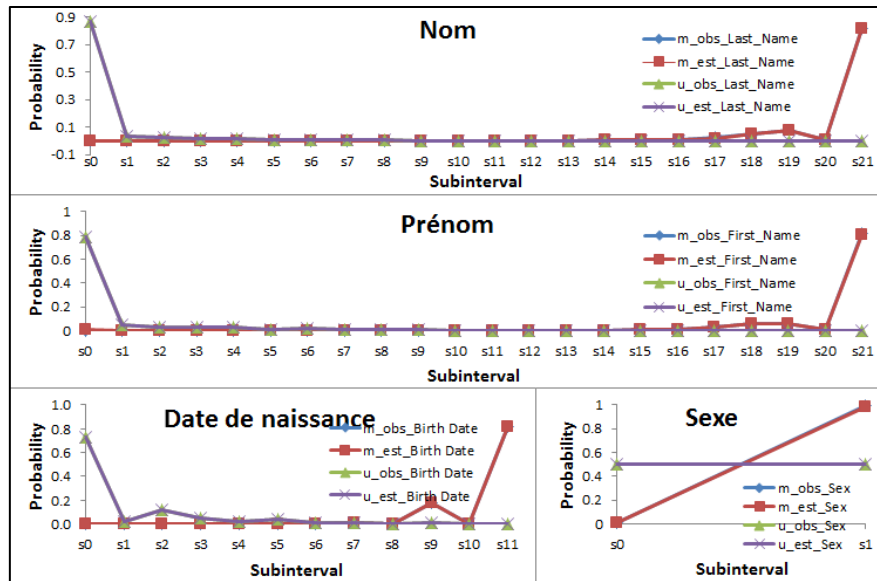 Nom
Probability
0.9
0.7
0.5
0.3
0.1
-0.1
m_obs_Last_Name
m_est_Last_Name
u_obs_Last_Name
u_est_Last_Name
s0 s1 s2 s3 s4 s5 s6 s7 s8 s9 s10 s11 s12 s13 s14 s15 s16 s17 s18 s19 s20 s21
Subinterval
Prénom
Probability
1
0.8
0.6
0.4
0.2
0
m_obs_First_Name
m_est_First_Name
u_obs_First_Name
u_est_First_Name
s0 s1 s2 s3 s4 s5 s6 s7 s8 s9 s10 s11 s12 s13 s14 s15 s16 s17 s18 s19 s20 s21
Subinterval
Date de naissance
Probability
1.0
0.8
0.6
0.4
0.2
0.0
m_obs_Birth Date
m_est_Birth Date
u_obs_Birth Date
u_est_Birth Date
s0 s1 s2 s3 s4 s5 s6 s7 s8 s9 s10 s11
Subinterval
Sexe
Probability
1
0.8
0.6
0.4
0.2
0
m_obs_Sex
m_est_Sex
u_obs_Sex
u_est_Sex
s0 s1
Subinterval